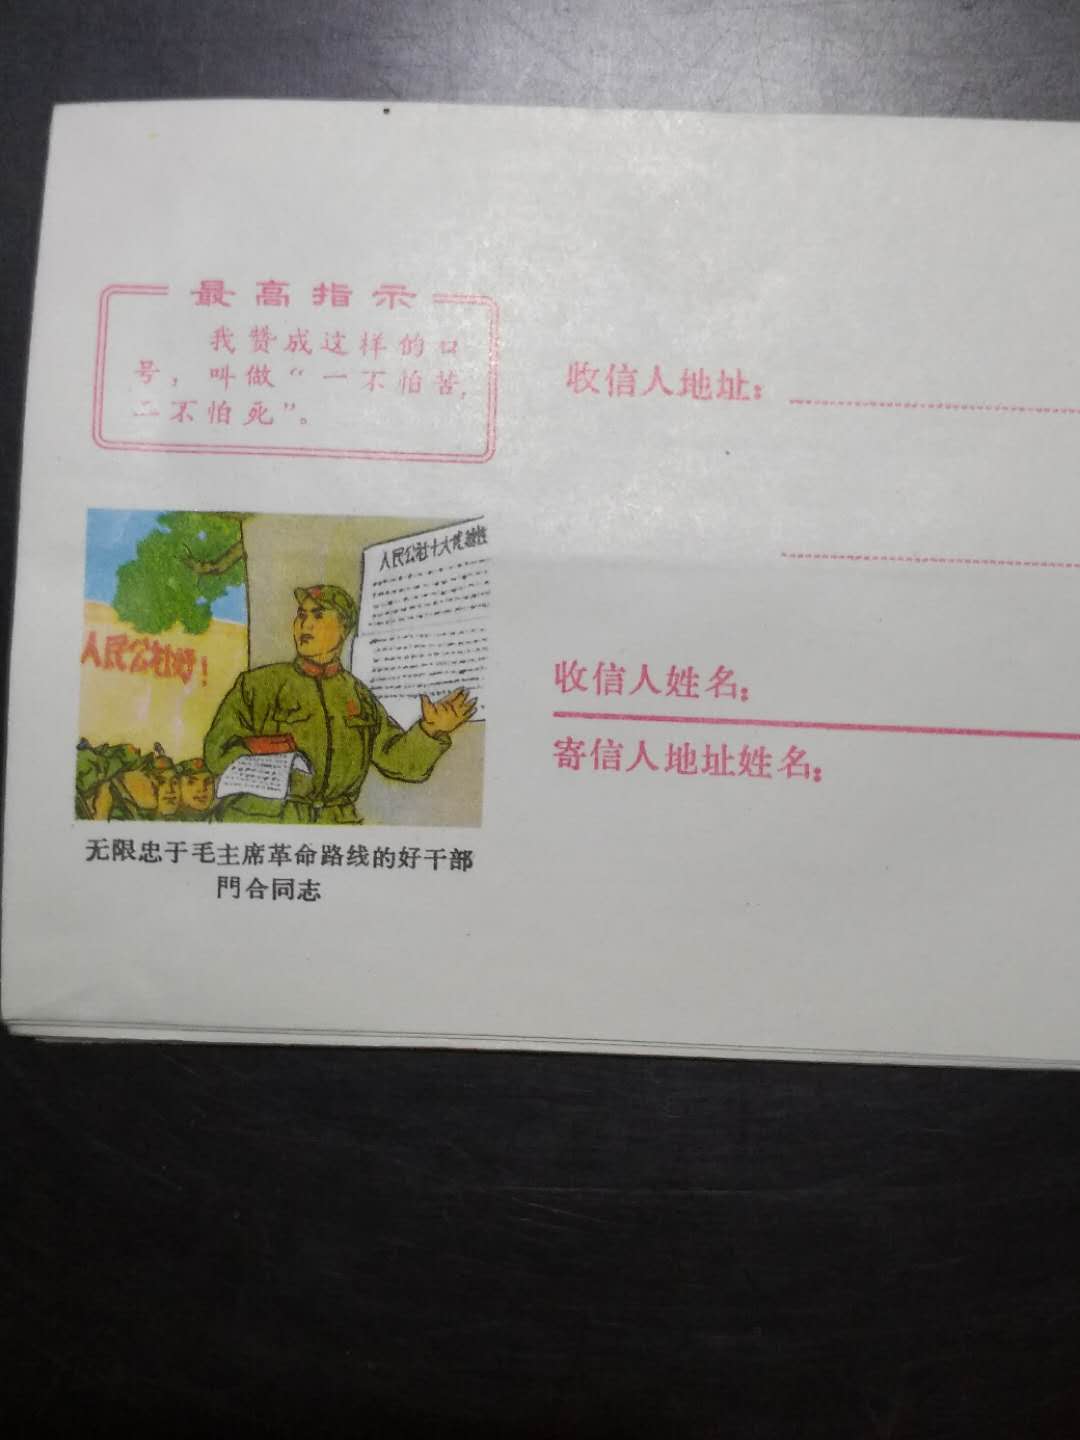 最高指示
我赞成这样的口
号，叫做“一不怕苦，
二不怕死”。
收信人地址：
人民公社十大优越性
人民公社好！
收信人姓名：
寄信人地址姓名：
无限忠于毛主席革命路线的好干部
門合同志